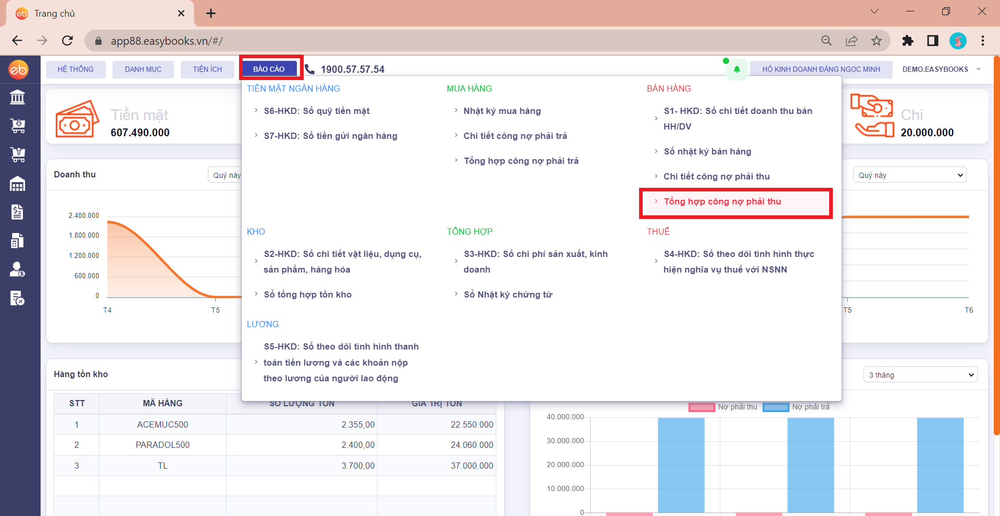 Trang chủ
app88.easybooks.vn/#/
eb
HỆ THỐNG
DANH MỤC
TIỆN ÍCH
BÁO CÁO
1900.57.57.54
HỘ KINH DOANH ĐẶNG NGỌC MINH
DEMO.EASYBOOKS
Tiền mặt
607.490.000
Chi
20.000.000
TIỀN MẶT NGÂN HÀNG
S6-HKD: Sổ quỹ tiền mặt
S7-HKD: Sổ tiền gửi ngân hàng
MUA HÀNG
Nhật ký mua hàng
Chi tiết công nợ phải trả
Tổng hợp công nợ phải trả
BÁN HÀNG
S1- HKD: Sổ chi tiết doanh thu bán
HH/DV
Sổ nhật ký bán hàng
Chi tiết công nợ phải thu
Tổng hợp công nợ phải thu
KHO
S2-HKD: Sổ chi tiết vật liệu, dụng cụ,
sản phẩm, hàng hóa
Sổ tổng hợp tồn kho
TỔNG HỢP
S3-HKD: Sổ chi phí sản xuất, kinh
doanh
Sổ Nhật ký chứng từ
THUẾ
S4-HKD: Sổ theo dõi tình hình thực
hiện nghĩa vụ thuế với NSNN
LƯƠNG
S5-HKD: Sổ theo dõi tình hình thanh
toán tiền lương và các khoản nộp
theo lương của người lao động
Doanh thu
Quý này
2.400.000
1.800.000
1.200.000
600.000
0
T4
T5
Quý này
T5
T6
Hàng tồn kho
STT
MÃ HÀNG
SỐ LƯỢNG TỒN
GIÁ TRỊ TỒN
1
ACEMUC500
2.355,00
22.550.000
2
PARADOL500
2.400,00
24.060.000
3
TL
3.700,00
37.000.000
3 tháng
Nợ phải thu
Nợ phải trả
40.000.000
30.000.000
20.000.000
10.000.000
0